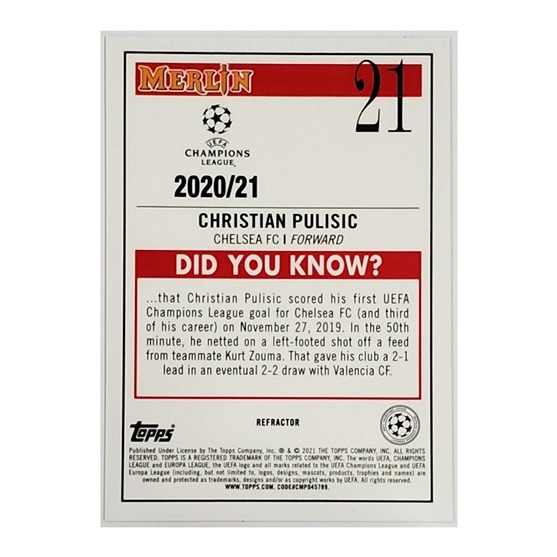 MERLIN
21
UEFA
CHAMPIONS
LEAGUE
2020/21
CHRISTIAN PULISIC
CHELSEA FC | FORWARD
DID YOU KNOW?
...that Christian Pulisic scored his first UEFA
Champions League goal for Chelsea FC (and third
of his career) on November 27, 2019. In the 50th
minute, he netted on a left-footed shot off a feed
from teammate Kurt Zouma. That gave his club a 2-1
lead in an eventual 2-2 draw with Valencia CF.
REFRACTOR
Topps
Published Under License by The Topps Company, Inc. ® & © 2021 THE TOPPS COMPANY, INC. ALL RIGHTS
RESERVED. TOPPS IS A REGISTERED TRADEMARK OF THE TOPPS COMPANY, INC. The words UEFA, CHAMPIONS
LEAGUE and EUROPA LEAGUE, the UEFA logo and all marks related to the UEFA Champions League and UEFA
Europa League (including, but not limited to, logos, designs, mascots, products, trophies and names) are
owned and protected as trademarks, designs and/or copyright works by UEFA. All rights reserved.
WWW.TOPPS.COM. CODE#CMP045789.